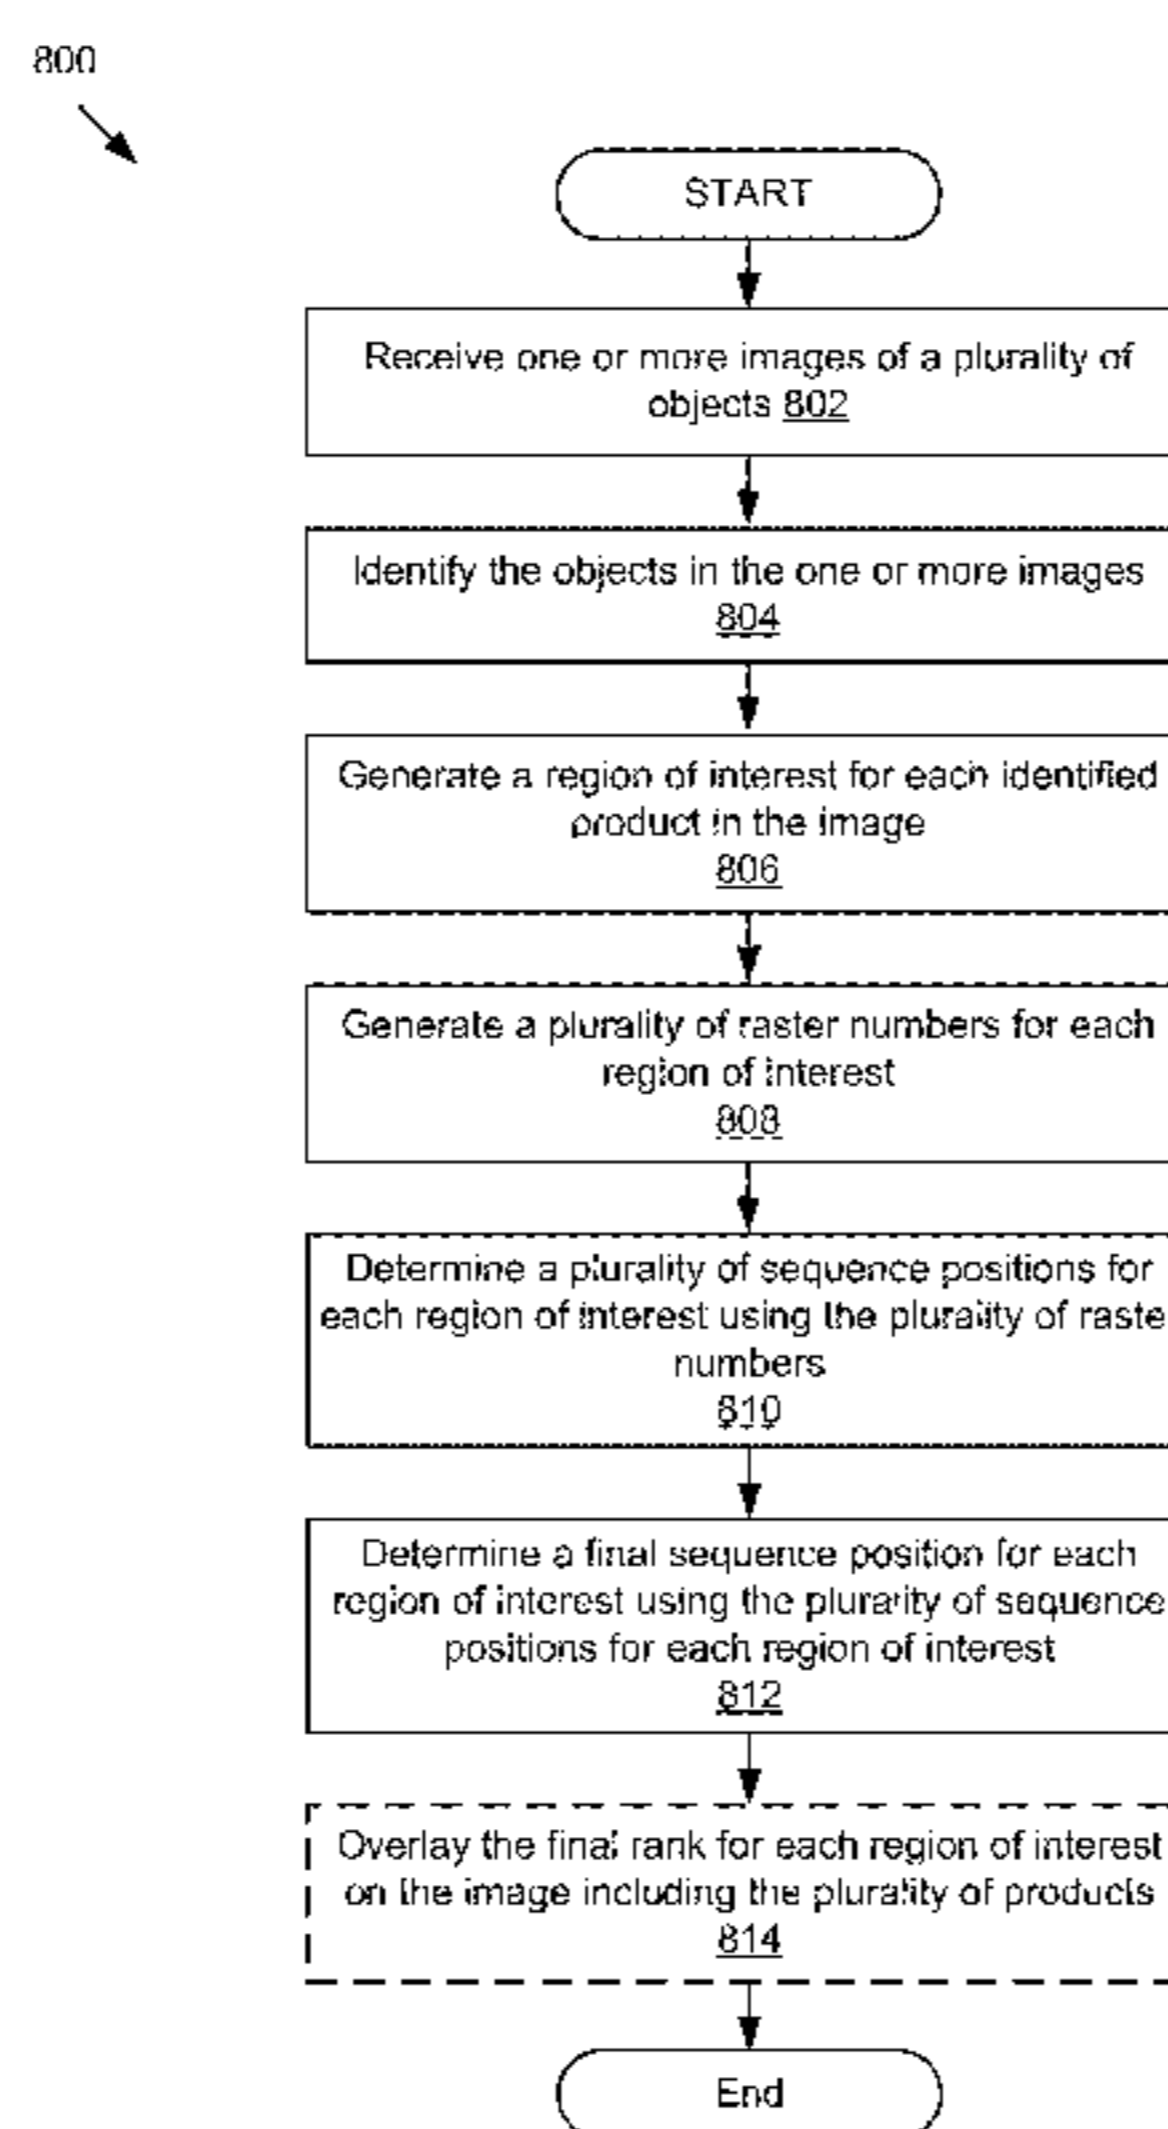 800
START
Receive one or more images of a plurality of
objects 802
Identify the objects in the one or more images
804
Generate a region of interest for each identified
product in the image
806
Generate a plurality of raster numbers for each
region of interest
808
Determine a plurality of sequence positions for
each region of interest using the plurality of raste
numbers
810
Determine a final sequence position for each
region of interest using the plurality of sequence
positions for each region of interest
812
Overlay the final rank for each region of interest
on the image including the plurality of products
814
End